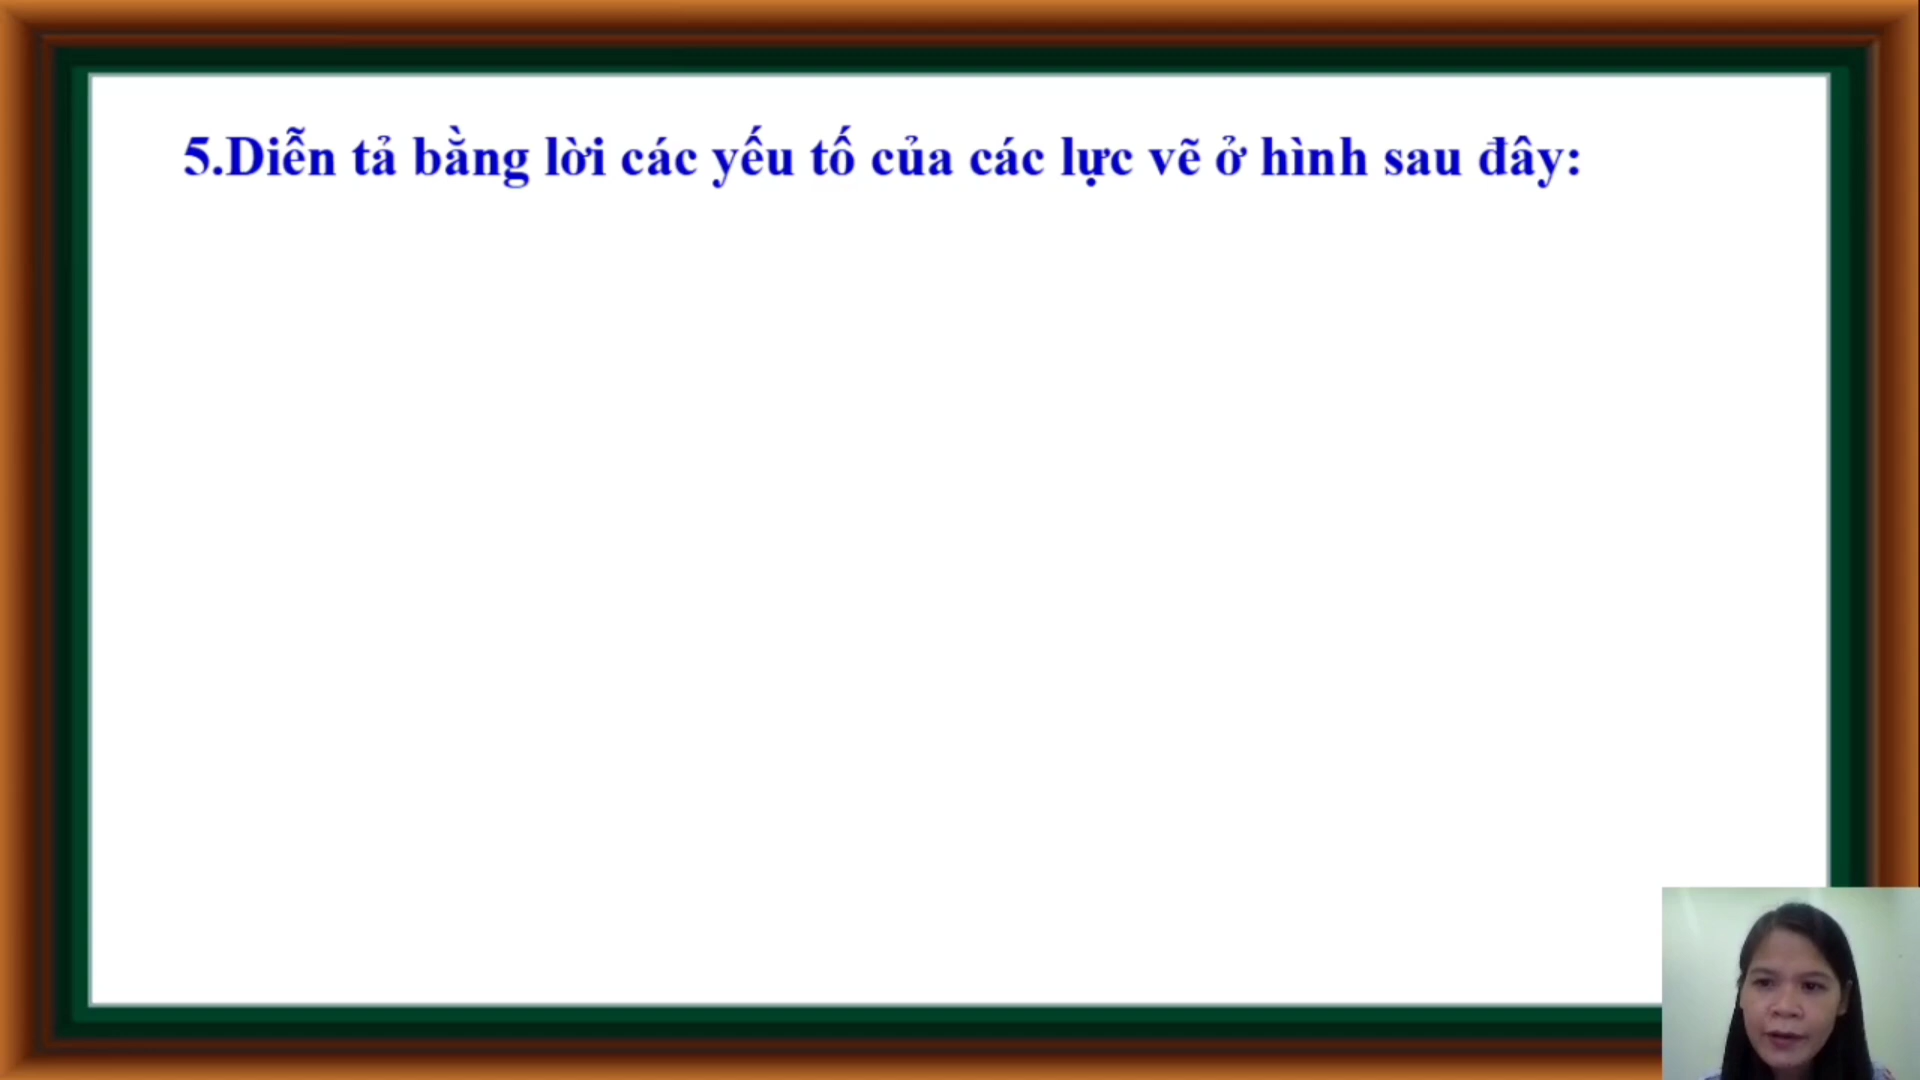 5.Diễn tả bằng lời các yếu tố của các lực vẽ ở hình sau đây: